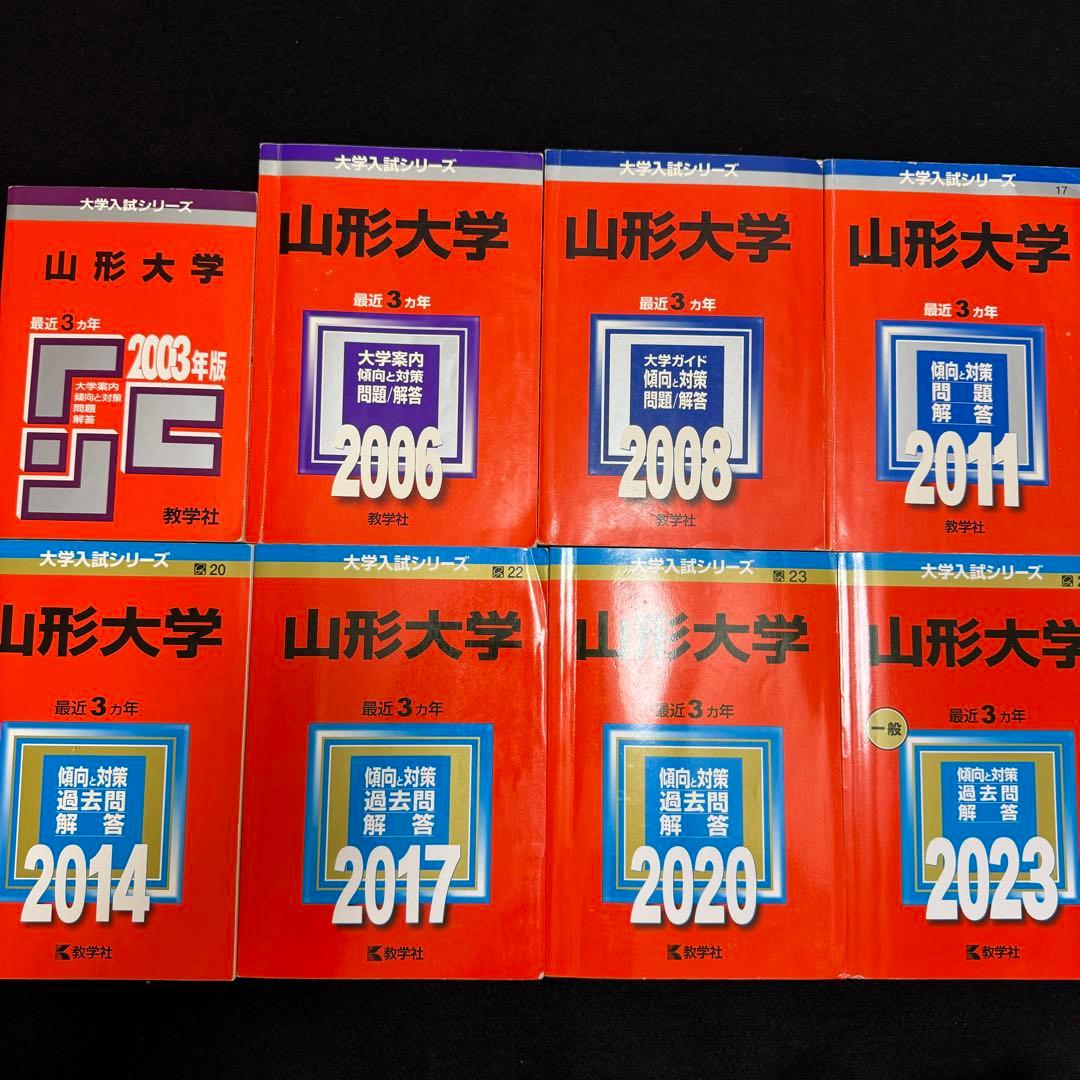 大学入試シリーズ
山形大学
最近3ヵ年
2003年版
大学案内
傾向と対策
問題
解答
教学社
大学入試シリーズ
山形大学
最近3ヵ年
大学案内
傾向と対策
問題/解答
2006
教学社
大学入試シリーズ
山形大学
最近3ヵ年
大学ガイド
傾向と対策
問題/解答
2008
教学社
大学入試シリーズ
17
山形大学
最近3ヵ年
傾向と対策
問題
解答
2011
教学社
大学入試シリーズ
20
山形大学
最近3ヵ年
傾向と対策
過去問
解答
2014
教学社
大学入試シリーズ
22
山形大学
最近3ヵ年
傾向と対策
過去問
解答
2017
教学社
大学入試シリーズ
23
山形大学
最近3ヵ年
傾向と対策
過去問
解答
2020
教学社
大学入試シリーズ
山形大学
最近3ヵ年
一般
傾向と対策
過去問
解答
2023
教学社